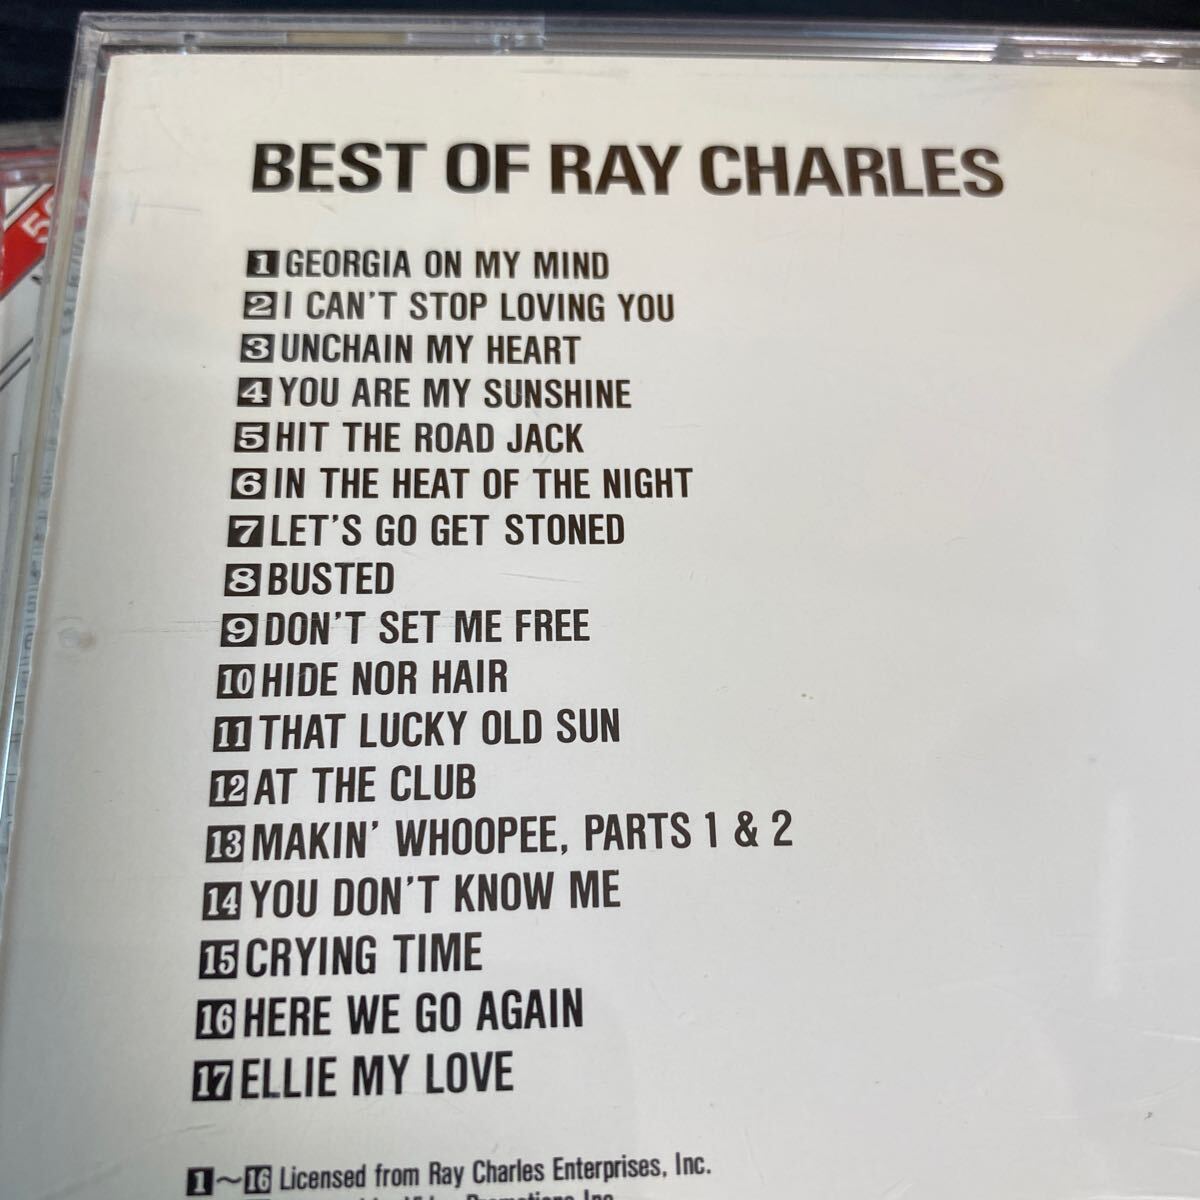 BEST OF RAY CHARLES
1 GEORGIA ON MY MIND
2 I CAN'T STOP LOVING YOU
3 UNCHAIN MY HEART
4 YOU ARE MY SUNSHINE
5 HIT THE ROAD JACK
6 IN THE HEAT OF THE NIGHT
7 LET'S GO GET STONED
8 BUSTED
9 DON'T SET ME FREE
10 HIDE NOR HAIR
11 THAT LUCKY OLD SUN
12 AT THE CLUB
13 MAKIN' WHOOPEE, PARTS 1 & 2
14 YOU DON'T KNOW ME
15 CRYING TIME
16 HERE WE GO AGAIN
17 ELLIE MY LOVE
1~16 Licensed from Ray Charles Enterprises, Inc.